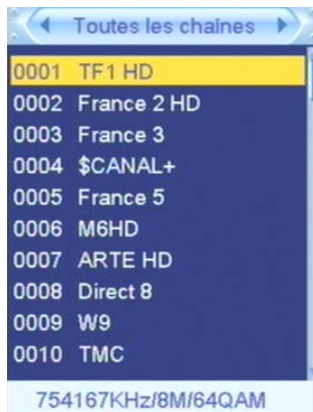 Toutes les chaînes
0001 TF1 HD
0002 France 2 HD
0003 France 3
0004 $CANAL+
0005 France 5
0006 M6HD
0007 ARTE HD
0008 Direct 8
0009 W9
0010 TMC
754167KHz/8M/64QAM